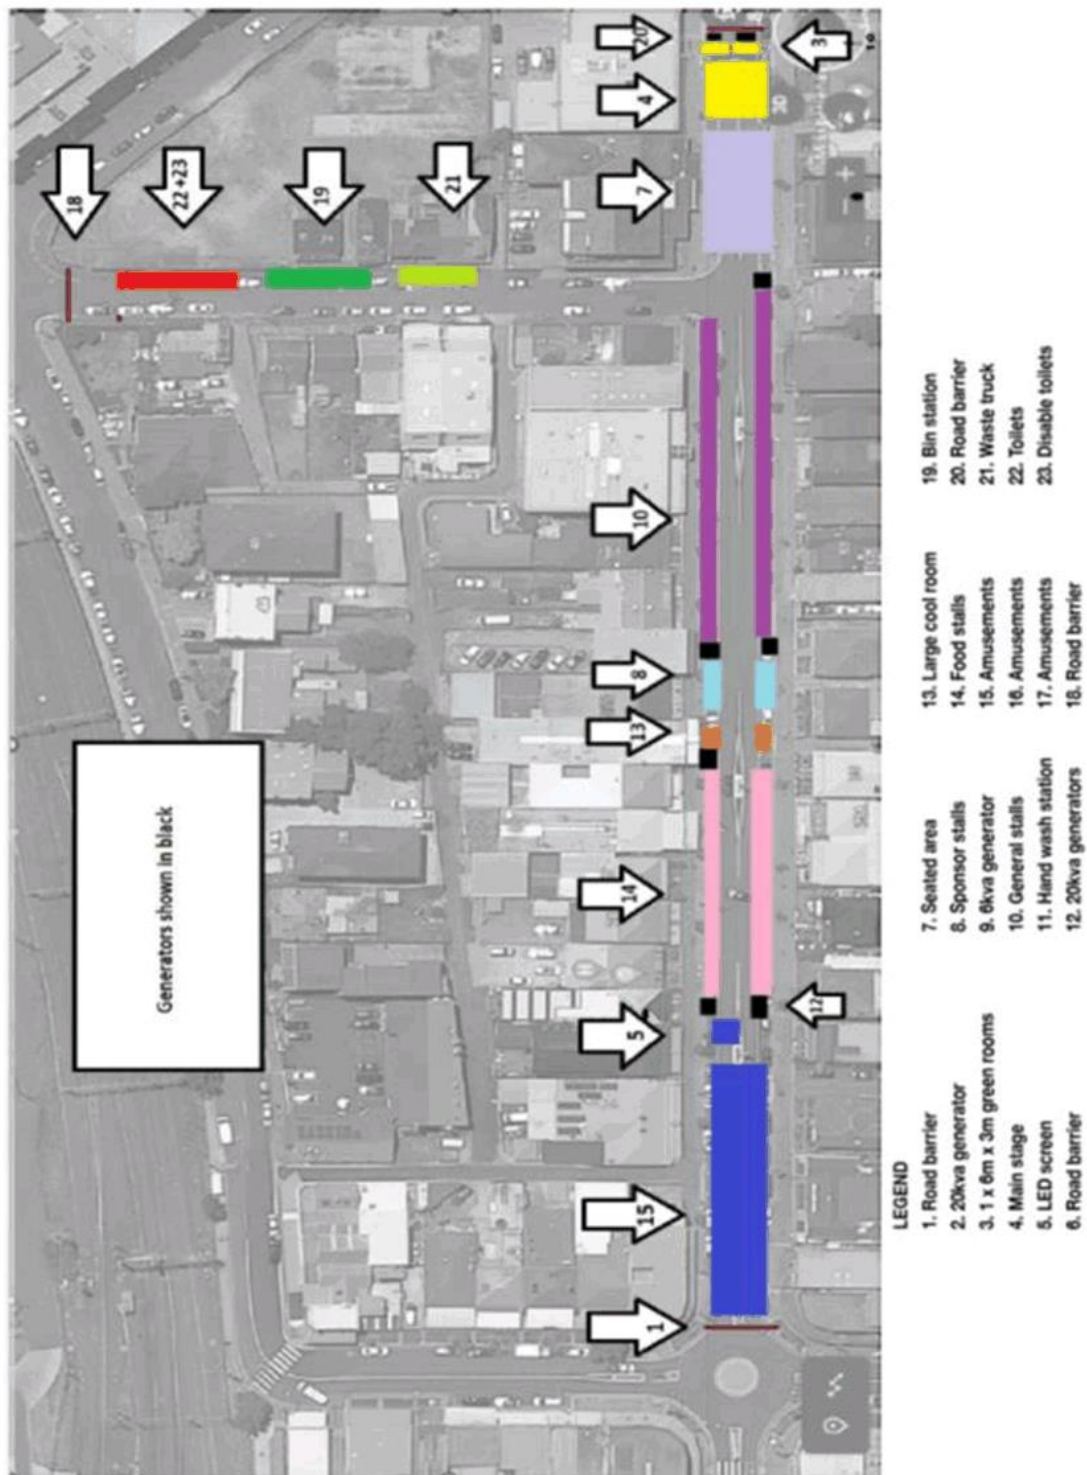 Generators shown in black
18
22 +23
19
21
20
3
4
7
10
8
13
14
5
12
15
1
LEGEND
1. Road barrier
2. 20kva generator
3. 1 x 6m x 3m green rooms
4. Main stage
5. LED screen
6. Road barrier
7. Seated area
8. Sponsor stalls
9. 6kva generator
10. General stalls
11. Hand wash station
12. 20kva generators
13. Large cool room
14. Food stalls
15. Amusements
16. Amusements
17. Amusements
18. Road barrier
19. Bin station
20. Road barrier
21. Waste truck
22. Toilets
23. Disable toilets